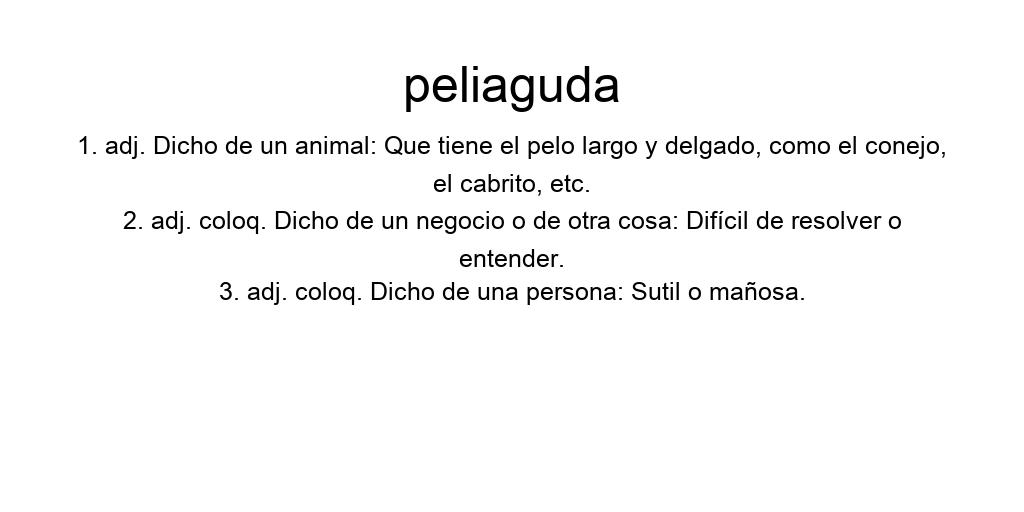 peliaguda
1. adj. Dicho de un animal: Que tiene el pelo largo y delgado, como el conejo,
el cabrito, etc.
2. adj. coloq. Dicho de un negocio o de otra cosa: Difícil de resolver o
entender.
3. adj. coloq. Dicho de una persona: Sutil o mañosa.